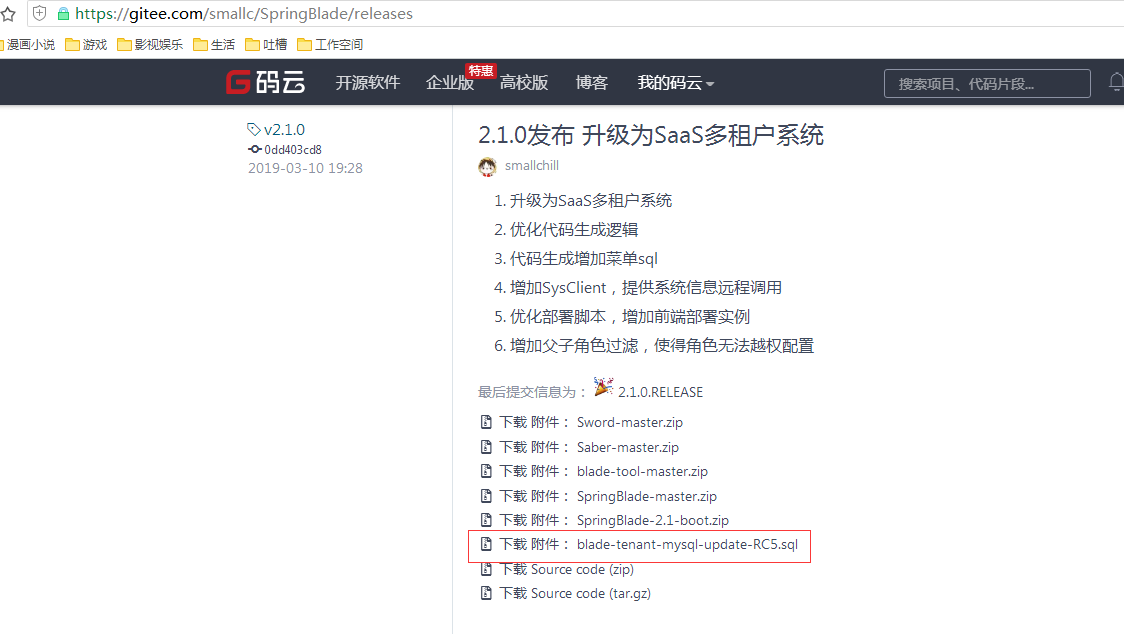 https://gitee.com/smallc/SpringBlade/releases
漫画小说 游戏 影视娱乐 生活 吐槽 工作空间
G 码云 开源软件 企业版 特惠 高校版 博客 我的码云 搜索项目、代码片段...
v2.1.0
0dd403cd8
2019-03-10 19:28
2.1.0发布 升级为SaaS多租户系统
smallchill
1. 升级为SaaS多租户系统
2. 优化代码生成逻辑
3. 代码生成增加菜单sql
4. 增加SysClient，提供系统信息远程调用
5. 优化部署脚本，增加前端部署实例
6. 增加父子角色过滤，使得角色无法越权配置
最后提交信息为： 2.1.0.RELEASE
下载 附件： Sword-master.zip
下载 附件： Saber-master.zip
下载 附件： blade-tool-master.zip
下载 附件： SpringBlade-master.zip
下载 附件： SpringBlade-2.1-boot.zip
下载 附件： blade-tenant-mysql-update-RC5.sql
下载 Source code (zip)
下载 Source code (tar.gz)